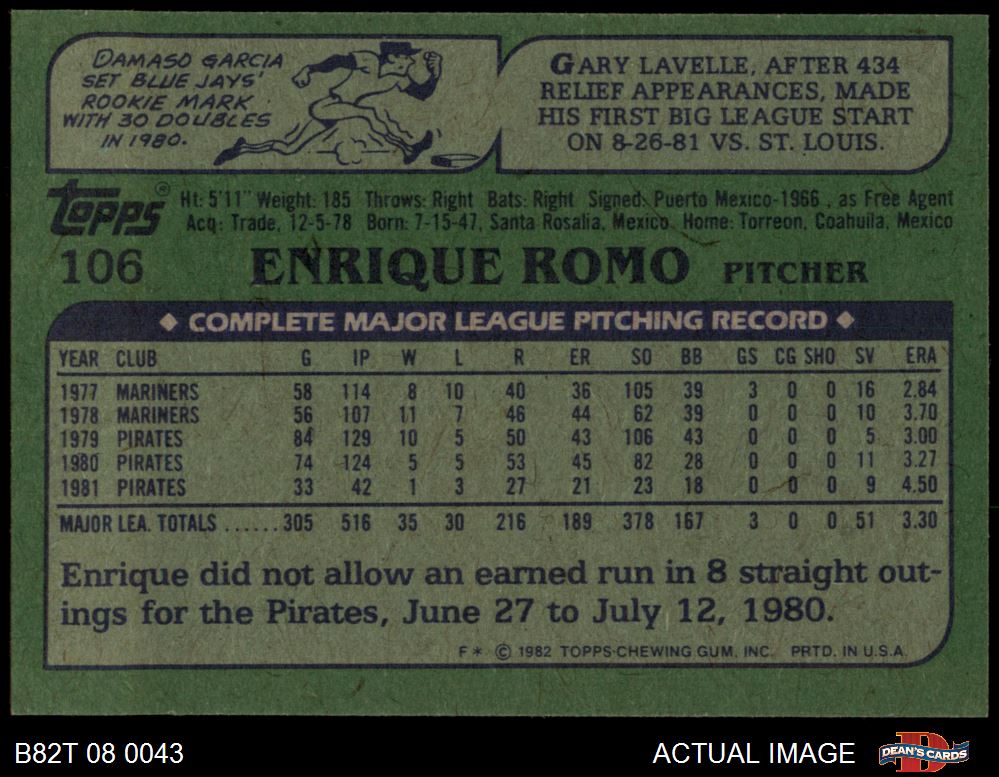 DAMASO GARCIA
SET BLUE JAYS'
ROOKIE MARK
WITH 30 DOUBLES
IN 1980.
GARY LAVELLE, AFTER 434
RELIEF APPEARANCES, MADE
HIS FIRST BIG LEAGUE START
ON 8-26-81 VS. ST. LOUIS.
Topps®
Ht: 5'11" Weight: 185 Throws: Right Bats: Right Signed: Puerto Mexico-1966 , as Free Agent
Acq: Trade, 12-5-78 Born: 7-15-47, Santa Rosalia, Mexico Home: Torreon, Coahuila, Mexico
106 ENRIQUE ROMO PITCHER
◆ COMPLETE MAJOR LEAGUE PITCHING RECORD ◆
YEAR CLUB G IP W L R ER SO BB GS CG SHO SV ERA
1977 MARINERS 58 114 8 10 40 36 105 39 3 0 0 16 2.84
1978 MARINERS 56 107 11 7 46 44 62 39 0 0 0 10 3.70
1979 PIRATES 84 129 10 5 50 43 106 43 0 0 0 5 3.00
1980 PIRATES 74 124 5 5 53 45 82 28 0 0 0 11 3.27
1981 PIRATES 33 42 1 3 27 21 23 18 0 0 0 9 4.50
MAJOR LEA. TOTALS ......305 516 35 30 216 189 378 167 3 0 0 51 3.30
Enrique did not allow an earned run in 8 straight out-
ings for the Pirates, June 27 to July 12, 1980.
F* © 1982 TOPPS CHEWING GUM, INC. PRTD. IN U.S.A.
B82T 08 0043 ACTUAL IMAGE DEAN'S CARDS